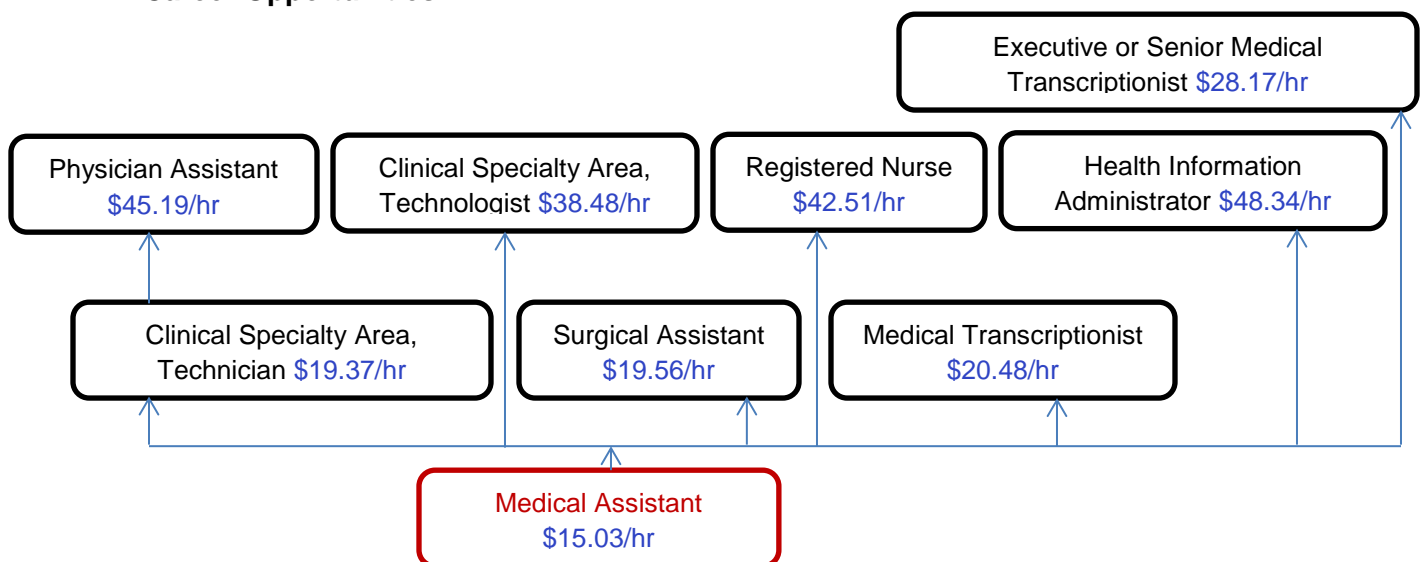 Executive or Senior Medical
Transcriptionist $28.17/hr
Physician Assistant
$45.19/hr
Clinical Specialty Area,
Technologist $38.48/hr
Registered Nurse
$42.51/hr
Health Information
Administrator $48.34/hr
Clinical Specialty Area,
Technician $19.37/hr
Surgical Assistant
$19.56/hr
Medical Transcriptionist
$20.48/hr
Medical Assistant
$15.03/hr